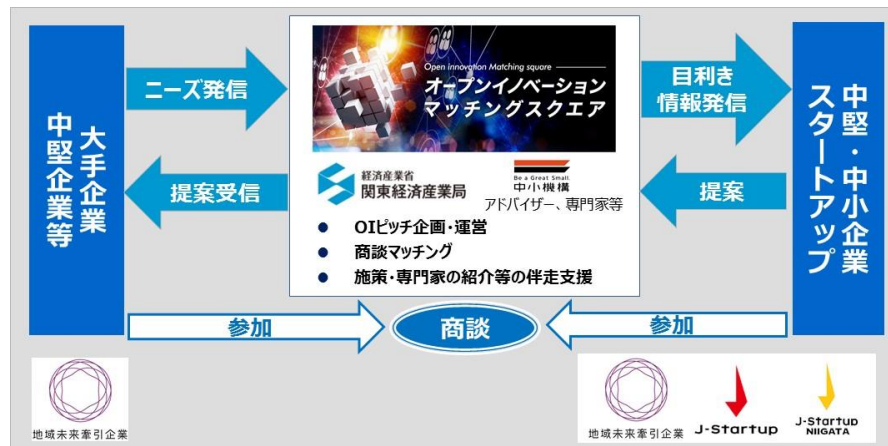 大手企業
中堅企業等
ニーズ発信
提案受信
Open innovation Matching square
オープンイノベーション
マッチングスクエア
経済産業省
関東経済産業局
Be a Great Small.
中小機構
アドバイザー、専門家等
● OIピッチ企画・運営
● 商談マッチング
● 施策・専門家の紹介等の伴走支援
目利き
情報発信
提案
中堅・中小企業
スタートアップ
参加
商談
参加
地域未来牽引企業
地域未来牽引企業
J-Startup
J-Startup
NIIGATA